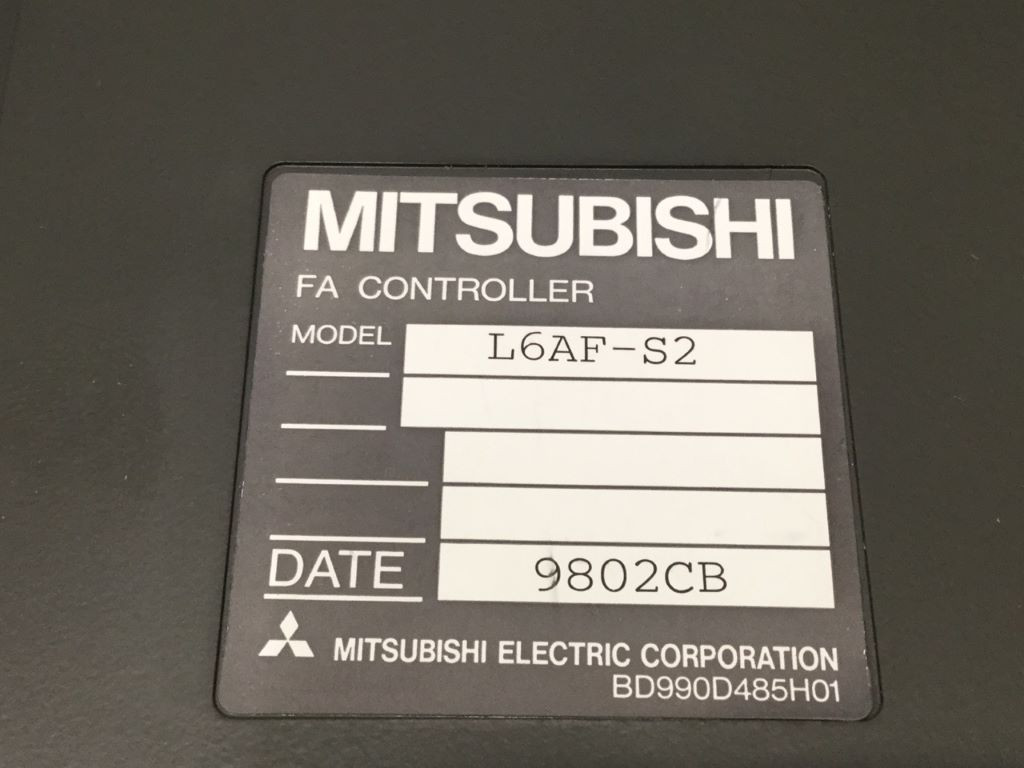 MITSUBISHI
FA CONTROLLER
MODEL L6AF-S2
DATE 9802CB
MITSUBISHI ELECTRIC CORPORATION
BD990D485H01